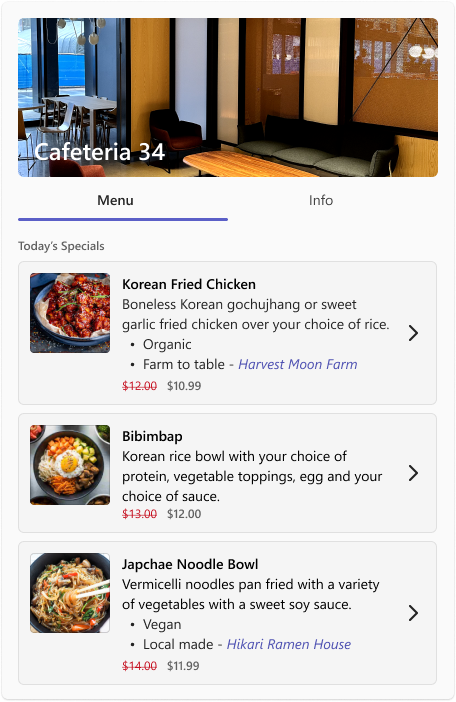 Cafeteria 34
Menu
Info
Today's Specials
Korean Fried Chicken
Boneless Korean gochujhang or sweet
garlic fried chicken over your choice of rice.
• Organic
• Farm to table - Harvest Moon Farm
$12.00 $10.99
Bibimbap
Korean rice bowl with your choice of
protein, vegetable toppings, egg and your
choice of sauce.
$13.00 $12.00
Japchae Noodle Bowl
Vermicelli noodles pan fried with a variety
of vegetables with a sweet soy sauce.
• Vegan
• Local made - Hikari Ramen House
$14.00 $11.99